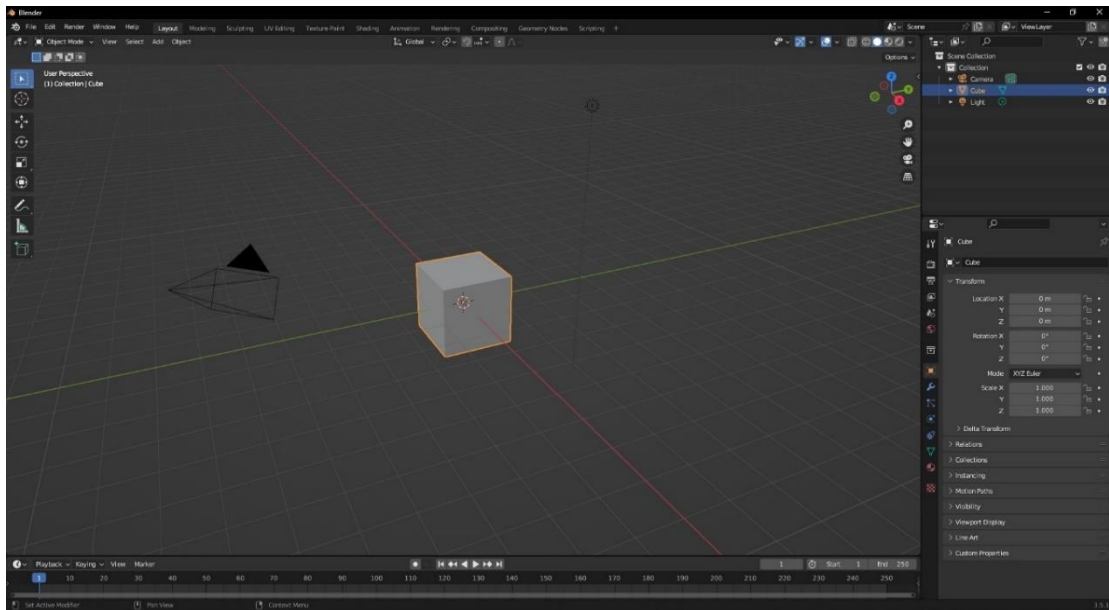 Blender
File Edit Render Window Help Layout Modeling Sculpting UV Editing Texture Paint Shading Animation Rendering Compositing Geometry Nodes Scripting + Scene ViewLayer
Object Mode View Select Add Object Global
Options
User Perspective
(1) Collection | Cube
Z
Y
X
Scene Collection
Collection
Camera
Cube
Light
Cube
Cube
Transform
Location X 0 m
Y 0 m
Z 0 m
Rotation X 0°
Y 0°
Z 0°
Mode XYZ Euler
Scale X 1.000
Y 1.000
Z 1.000
Delta Transform
Relations
Collections
Instancing
Motion Paths
Visibility
Viewport Display
Line Art
Custom Properties
Playback Keying View Marker 1 Start 1 End 250
1 10 20 30 40 50 60 70 80 90 100 110 120 130 140 150 160 170 180 190 200 210 220 230 240 250
Set Active Modifier Pan View Context Menu